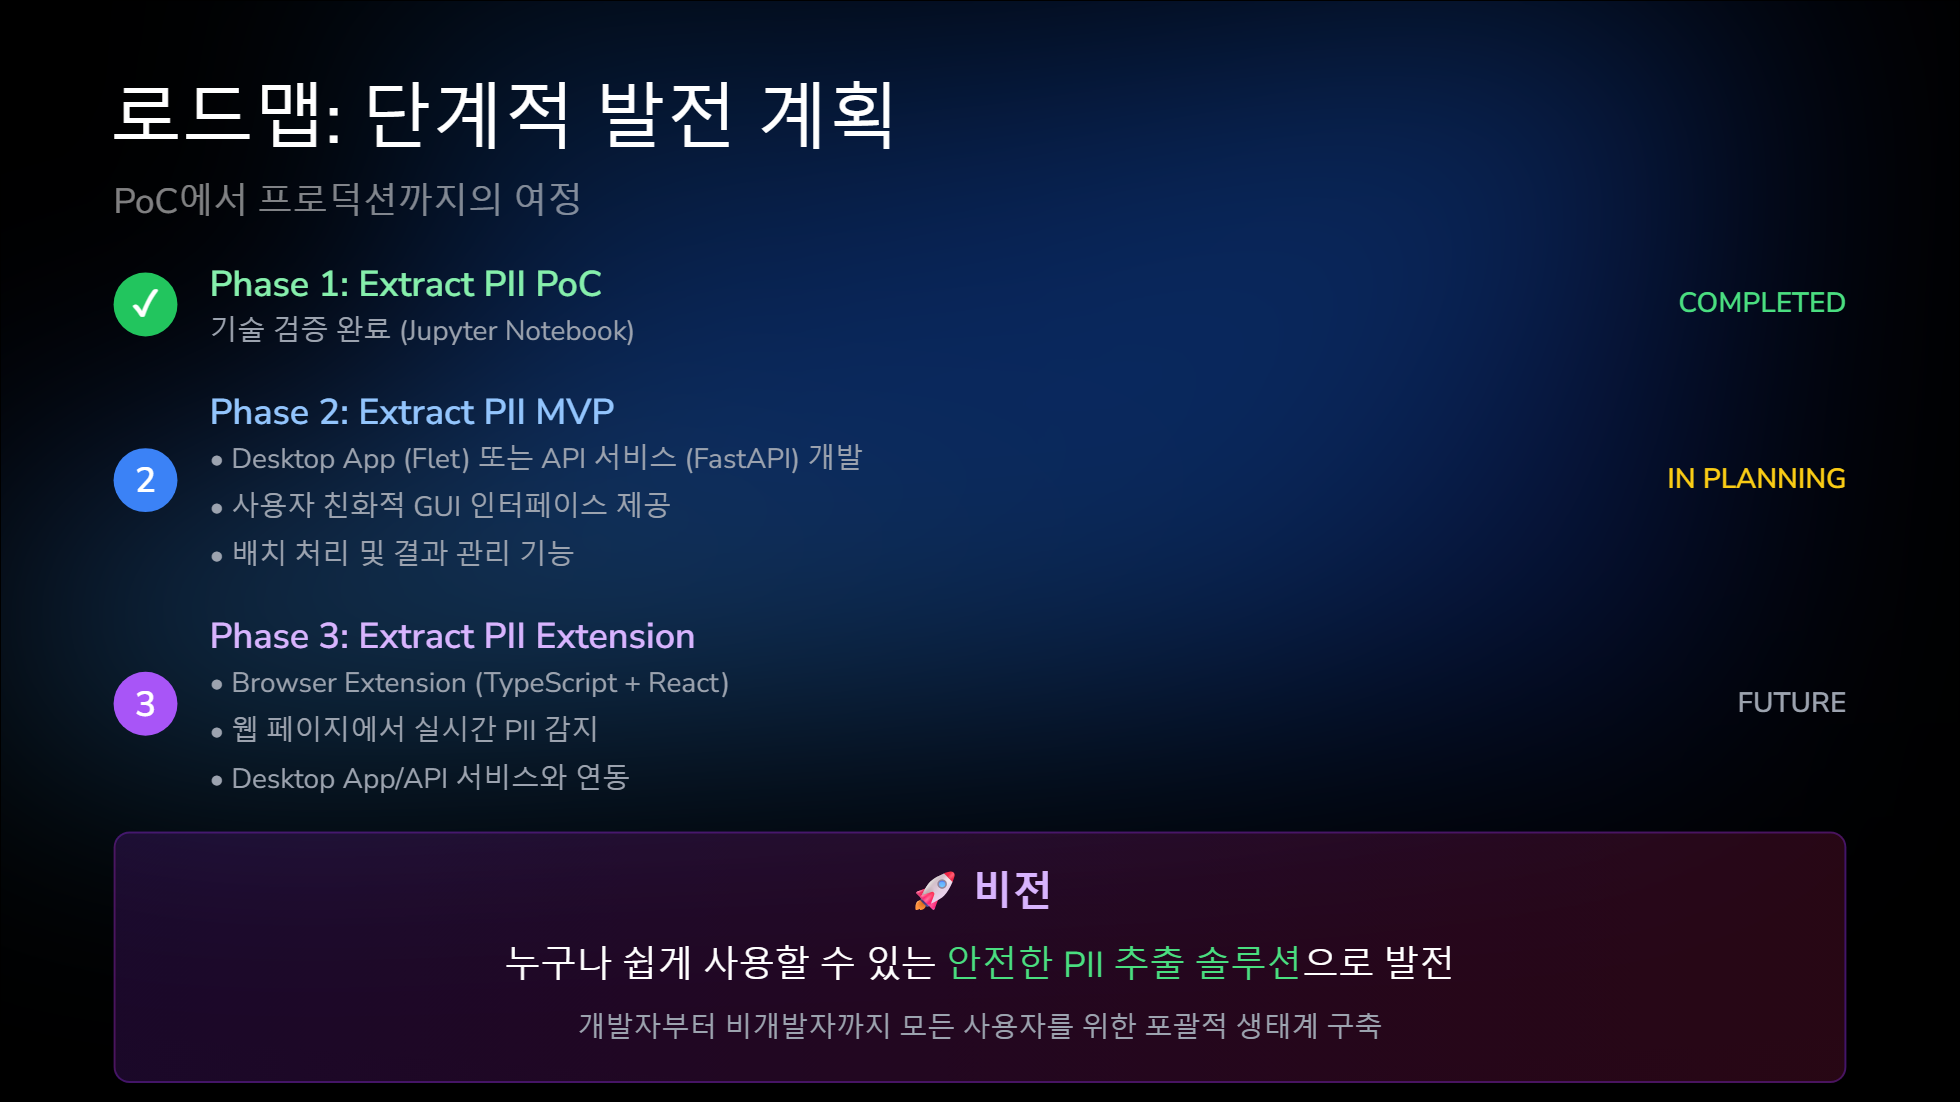 로드맵: 단계적 발전 계획
PoC에서 프로덕션까지의 여정
✓
Phase 1: Extract PII PoC
기술 검증 완료 (Jupyter Notebook)
COMPLETED
2
Phase 2: Extract PII MVP
• Desktop App (Flet) 또는 API 서비스 (FastAPI) 개발
• 사용자 친화적 GUI 인터페이스 제공
• 배치 처리 및 결과 관리 기능
IN PLANNING
3
Phase 3: Extract PII Extension
• Browser Extension (TypeScript + React)
• 웹 페이지에서 실시간 PII 감지
• Desktop App/API 서비스와 연동
FUTURE
🚀 비전
누구나 쉽게 사용할 수 있는 안전한 PII 추출 솔루션으로 발전
개발자부터 비개발자까지 모든 사용자를 위한 포괄적 생태계 구축